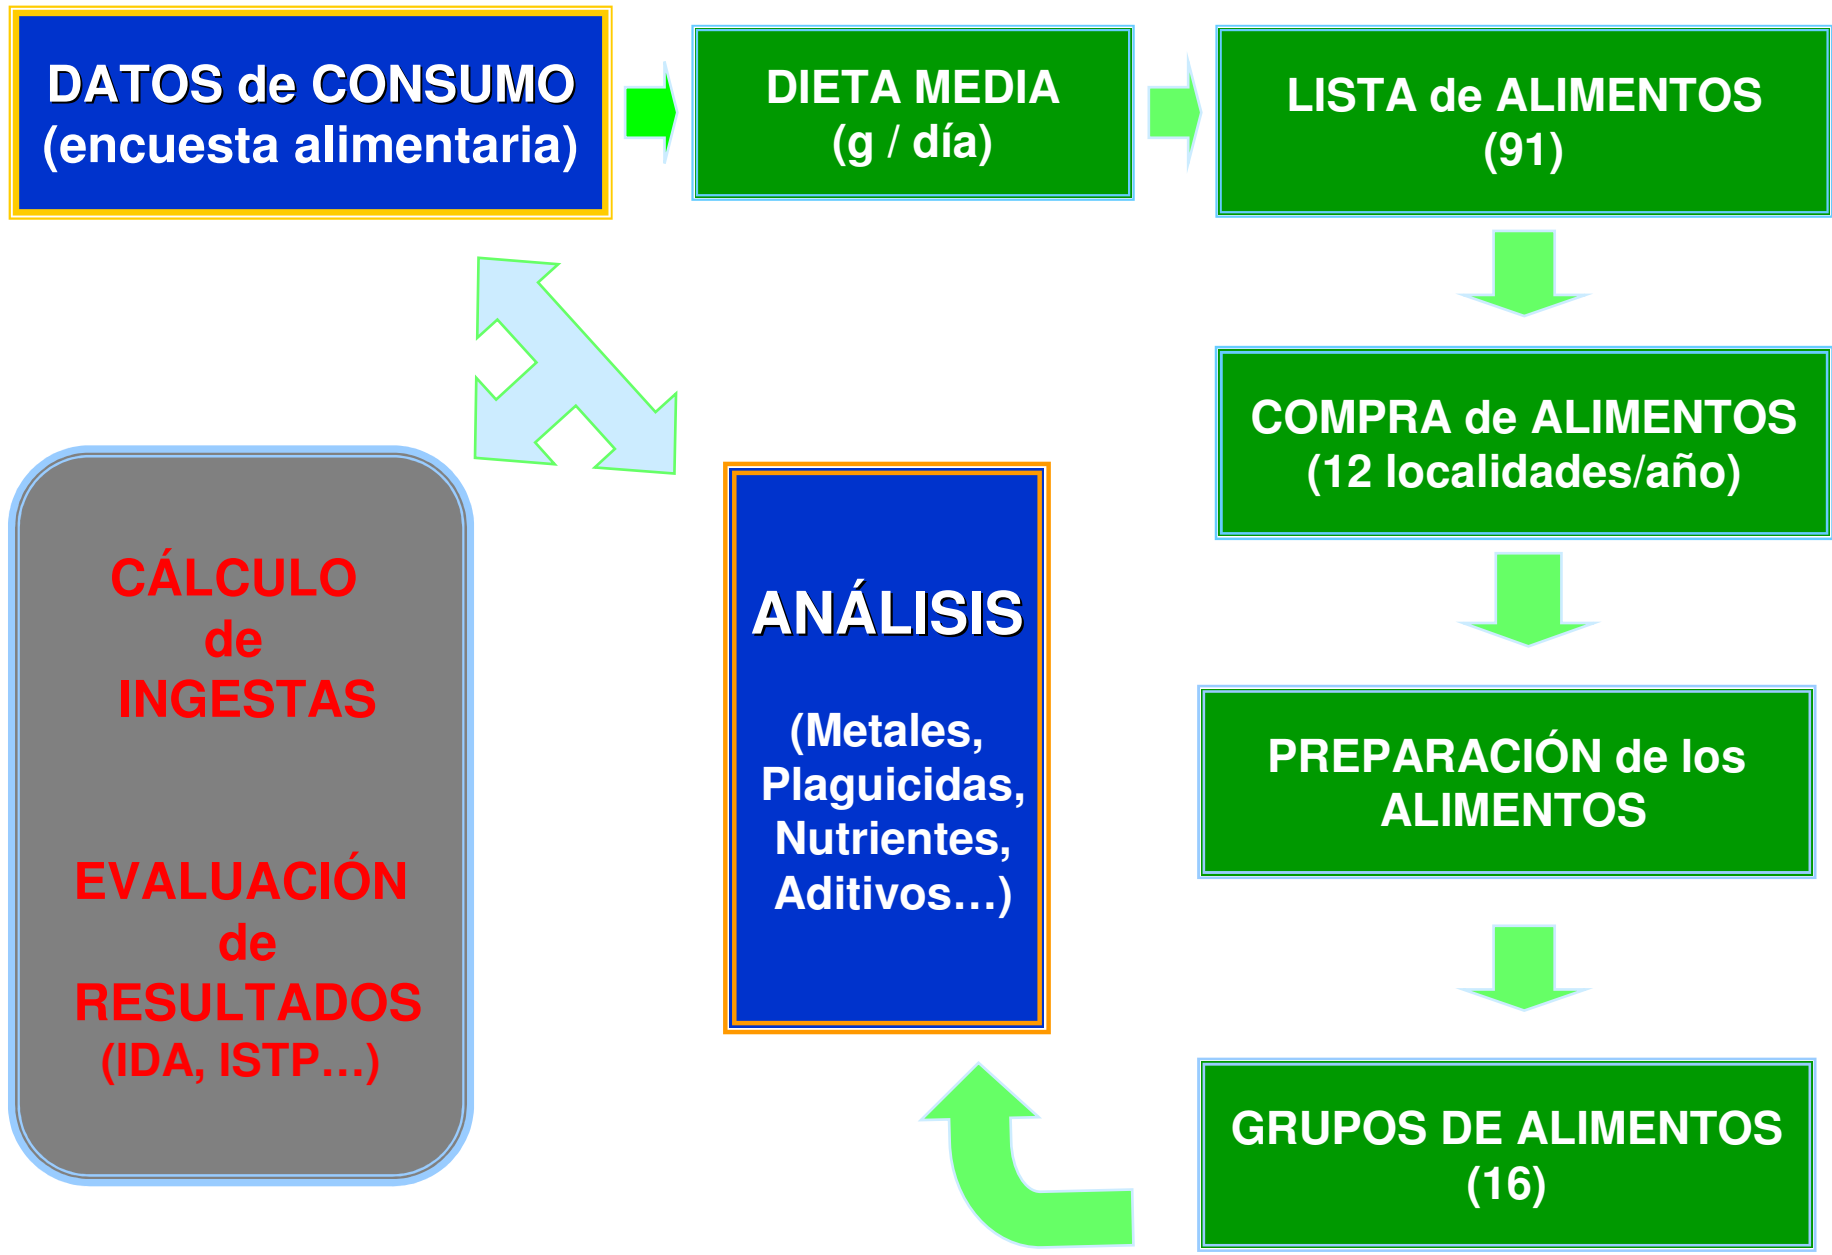 DATOS de CONSUMO
(encuesta alimentaria)
DIETA MEDIA
(g / día)
LISTA de ALIMENTOS
(91)
COMPRA de ALIMENTOS
(12 localidades/año)
PREPARACIÓN de los
ALIMENTOS
GRUPOS DE ALIMENTOS
(16)
ANÁLISIS
(Metales,
Plaguicidas,
Nutrientes,
Aditivos…)
CÁLCULO
de
INGESTAS
EVALUACIÓN
de
RESULTADOS
(IDA, ISTP…)